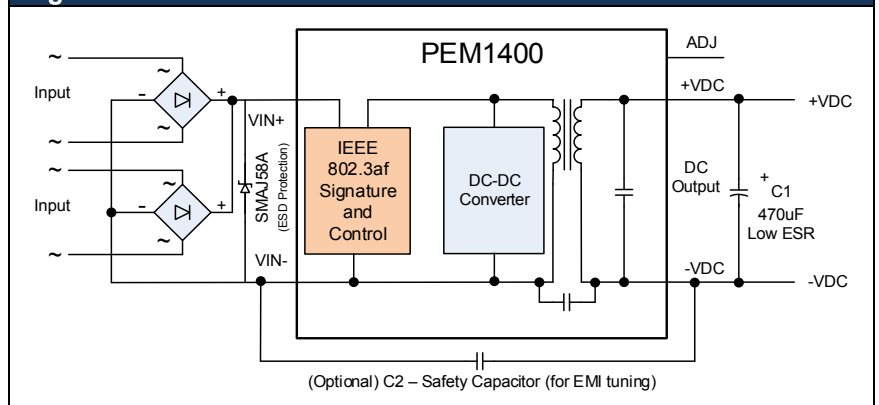 PEM1400
ADJ
~
~
Input
-
+
~
~
VIN+
+VDC
+VDC
SMAJ58A
(ESD Protection)
IEEE
802.3af
Signature
and
Control
DC-DC
Converter
DC
Output
+
C1
470uF
Low ESR
~
~
Input
-
+
~
~
VIN-
-VDC
-VDC
(Optional) C2 – Safety Capacitor (for EMI tuning)